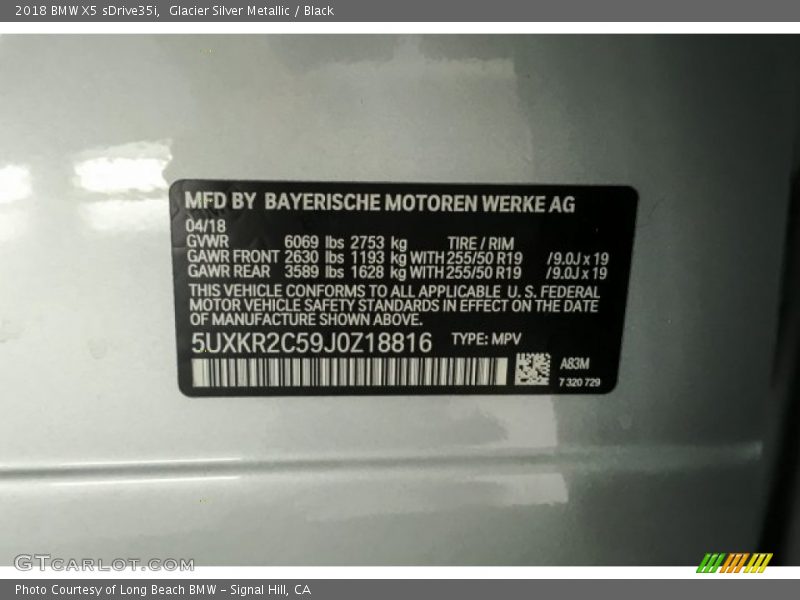 2018 BMW X5 sDrive35i, Glacier Silver Metallic / Black
MFD BY BAYERISCHE MOTOREN WERKE AG
04/18
GVWR 6069 lbs 2753 kg TIRE / RIM
GAWR FRONT 2630 lbs 1193 kg WITH 255/50 R19 /9.0J x 19
GAWR REAR 3589 lbs 1628 kg WITH 255/50 R19 /9.0J x 19
THIS VEHICLE CONFORMS TO ALL APPLICABLE U. S. FEDERAL
MOTOR VEHICLE SAFETY STANDARDS IN EFFECT ON THE DATE
OF MANUFACTURE SHOWN ABOVE.
5UXKR2C59J0Z18816 TYPE: MPV
A83M
7 320 729
GTCARLOT.COM
Photo Courtesy of Long Beach BMW - Signal Hill, CA